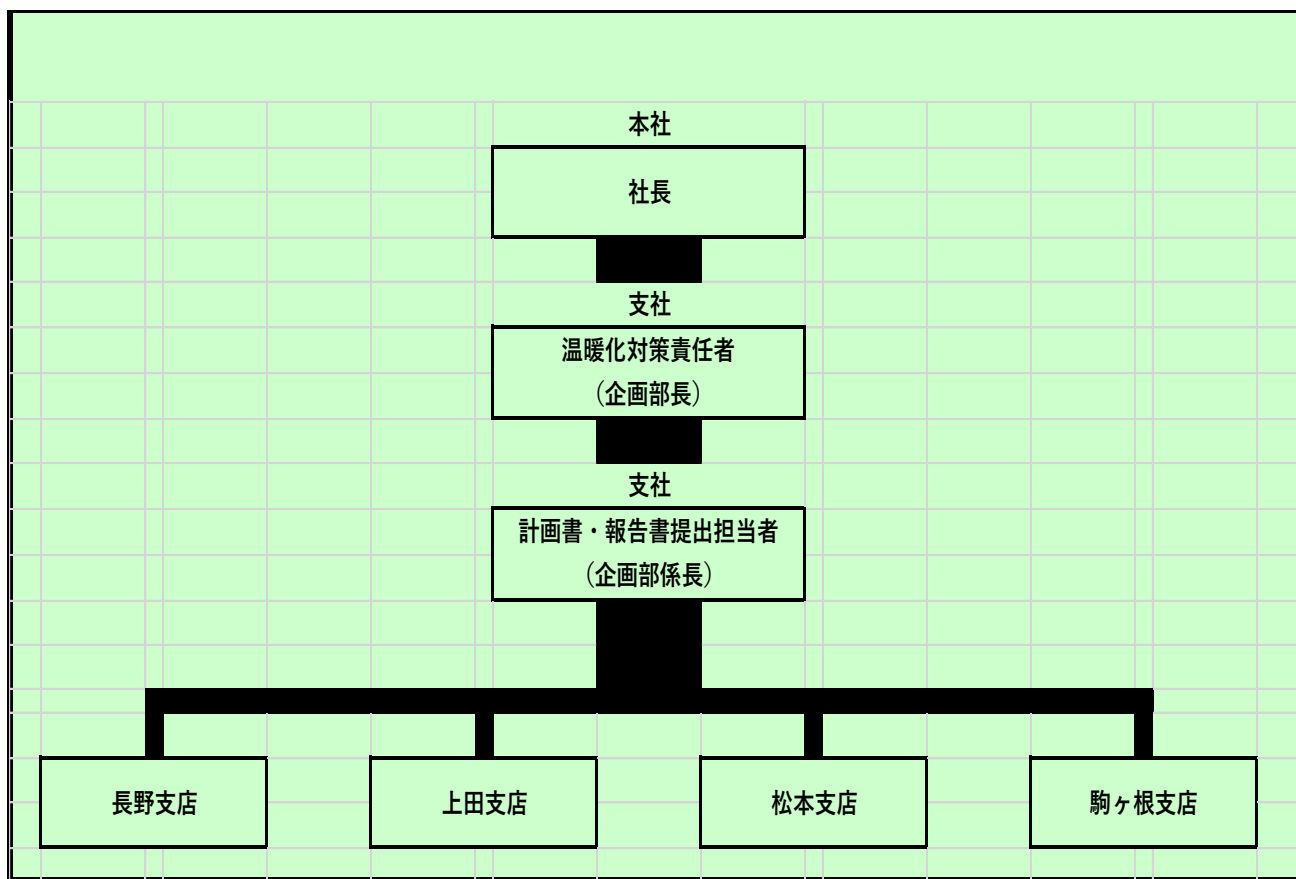 本社
社長
支社
温暖化対策責任者
（企画部長）
支社
計画書・報告書提出担当者
（企画部係長）
長野支店
上田支店
松本支店
駒ヶ根支店